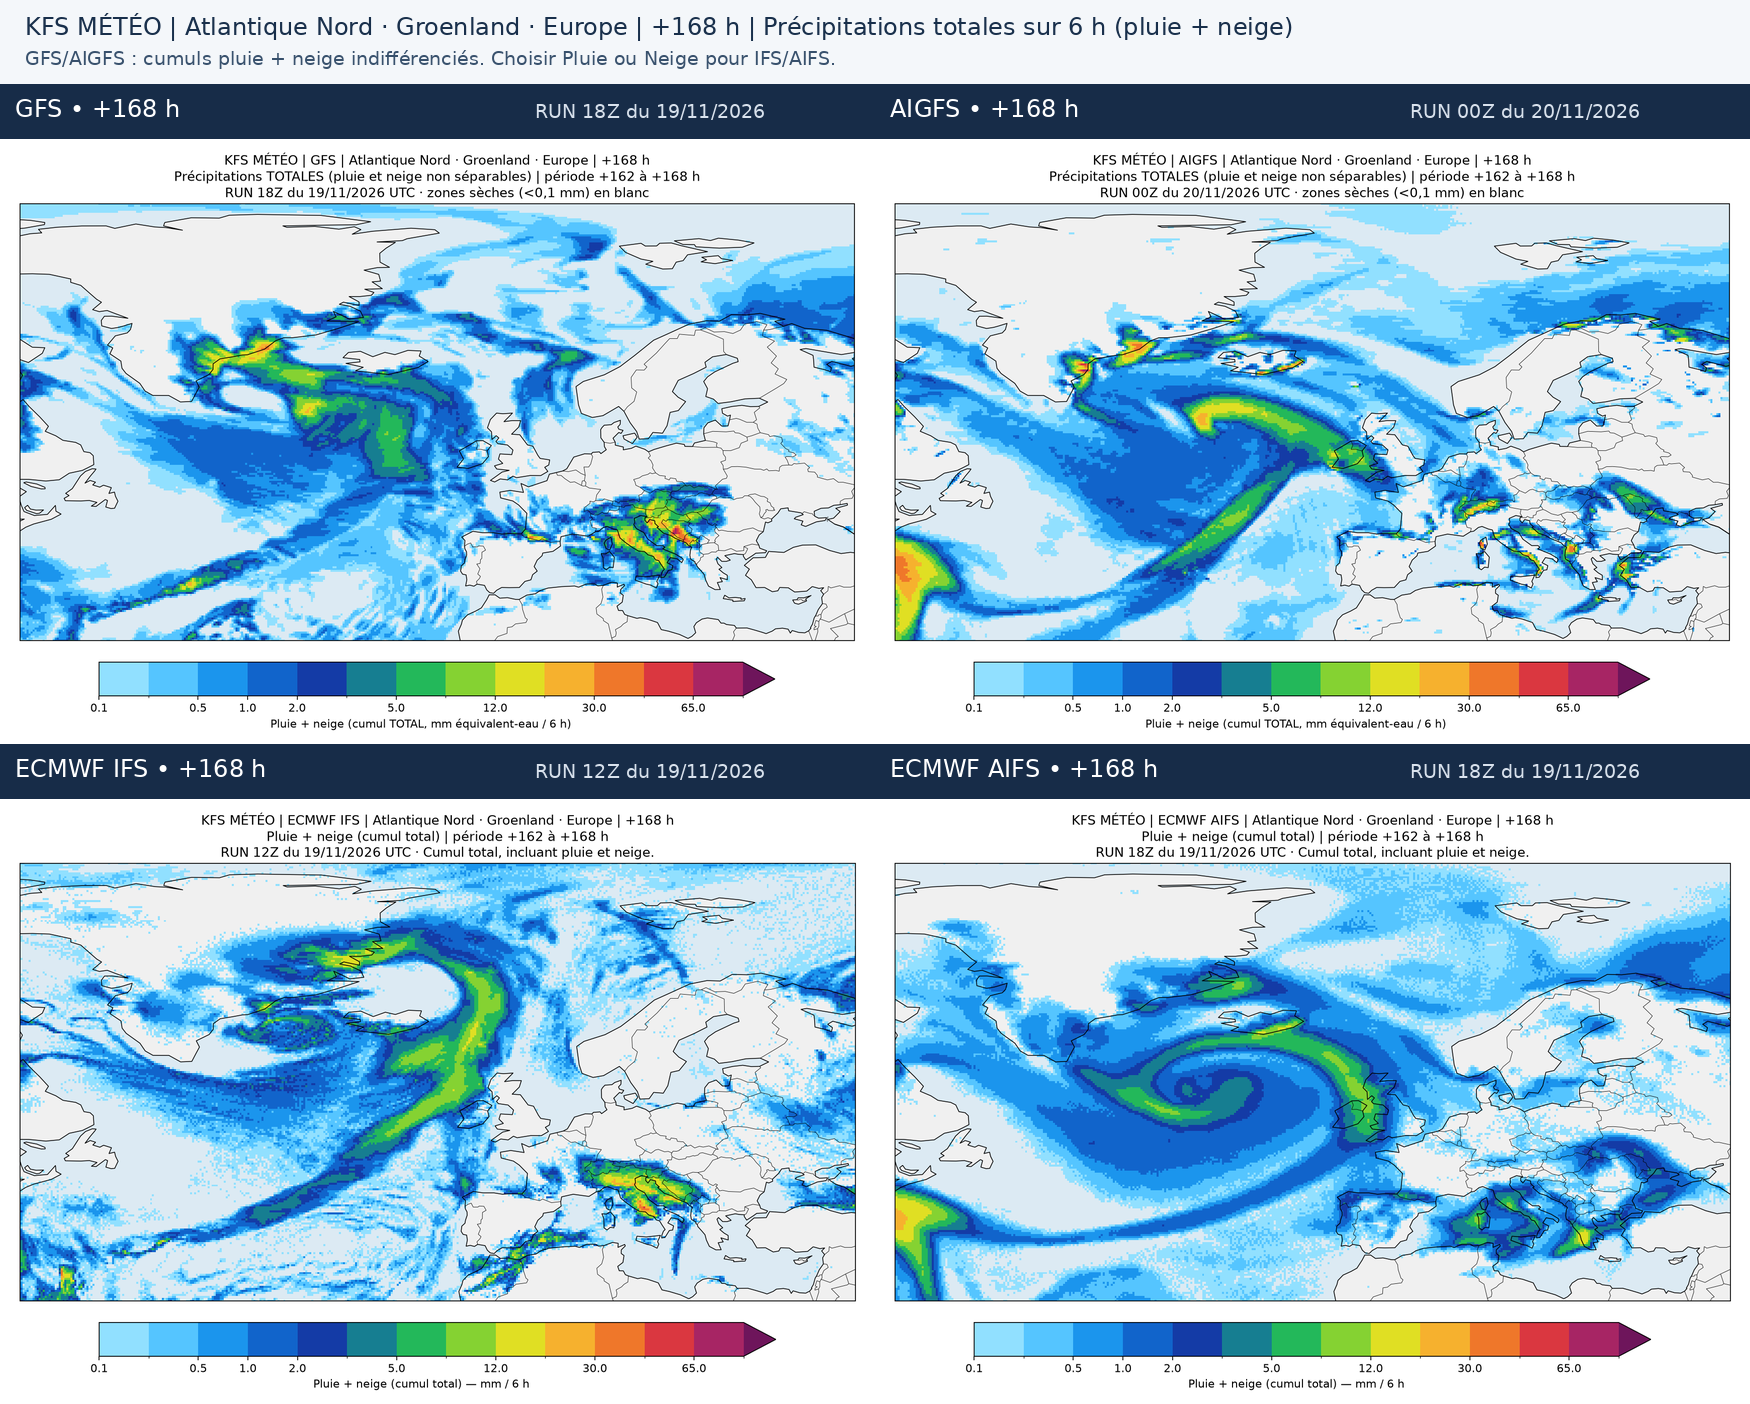 KFS MÉTÉO | Atlantique Nord · Groenland · Europe | +168 h | Précipitations totales sur 6 h (pluie + neige)
GFS/AIGFS : cumuls pluie + neige indifférenciés. Choisir Pluie ou Neige pour IFS/AIFS.
GFS • +168 h
RUN 18Z du 19/11/2026
KFS MÉTÉO | GFS | Atlantique Nord · Groenland · Europe | +168 h
Précipitations TOTALES (pluie et neige non séparables) | période +162 à +168 h
RUN 18Z du 19/11/2026 UTC · zones sèches (<0,1 mm) en blanc
0.1 0.5 1.0 2.0 5.0 12.0 30.0 65.0
Pluie + neige (cumul TOTAL, mm équivalent-eau / 6 h)
AIGFS • +168 h
RUN 00Z du 20/11/2026
KFS MÉTÉO | AIGFS | Atlantique Nord · Groenland · Europe | +168 h
Précipitations TOTALES (pluie et neige non séparables) | période +162 à +168 h
RUN 00Z du 20/11/2026 UTC · zones sèches (<0,1 mm) en blanc
0.1 0.5 1.0 2.0 5.0 12.0 30.0 65.0
Pluie + neige (cumul TOTAL, mm équivalent-eau / 6 h)
ECMWF IFS • +168 h
RUN 12Z du 19/11/2026
KFS MÉTÉO | ECMWF IFS | Atlantique Nord · Groenland · Europe | +168 h
Pluie + neige (cumul total) | période +162 à +168 h
RUN 12Z du 19/11/2026 UTC · Cumul total, incluant pluie et neige.
0.1 0.5 1.0 2.0 5.0 12.0 30.0 65.0
Pluie + neige (cumul total) — mm / 6 h
ECMWF AIFS • +168 h
RUN 18Z du 19/11/2026
KFS MÉTÉO | ECMWF AIFS | Atlantique Nord · Groenland · Europe | +168 h
Pluie + neige (cumul total) | période +162 à +168 h
RUN 18Z du 19/11/2026 UTC · Cumul total, incluant pluie et neige.
0.1 0.5 1.0 2.0 5.0 12.0 30.0 65.0
Pluie + neige (cumul total) — mm / 6 h